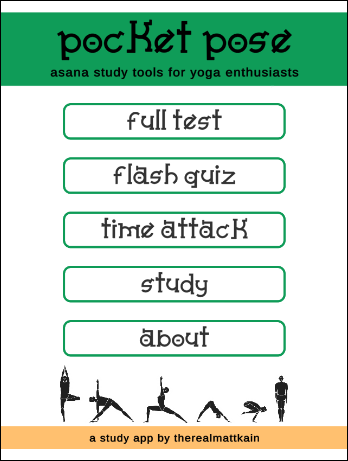 pocket pose
asana study tools for yoga enthusiasts
full test
flash quiz
time attack
study
about
a study app by therealmattkain